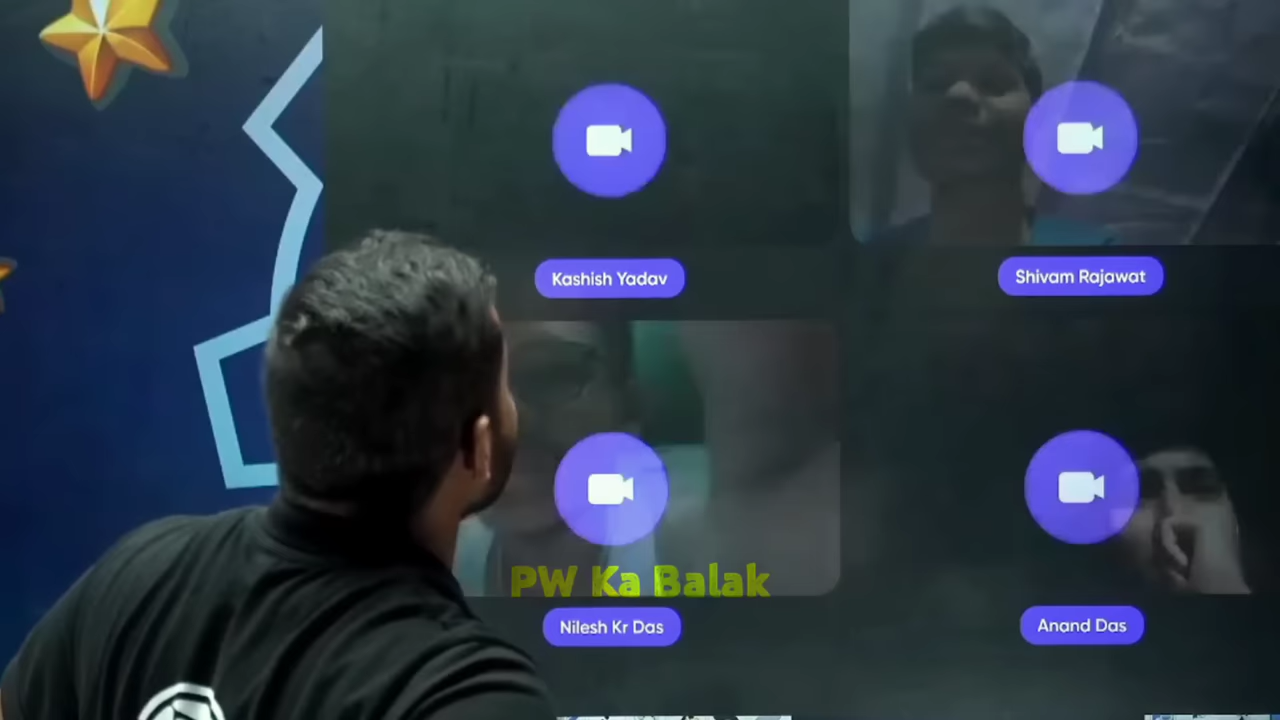 Kashish Yadav
Shivam Rajawat
PW Ka Balak
Nilesh Kr Das
Anand Das